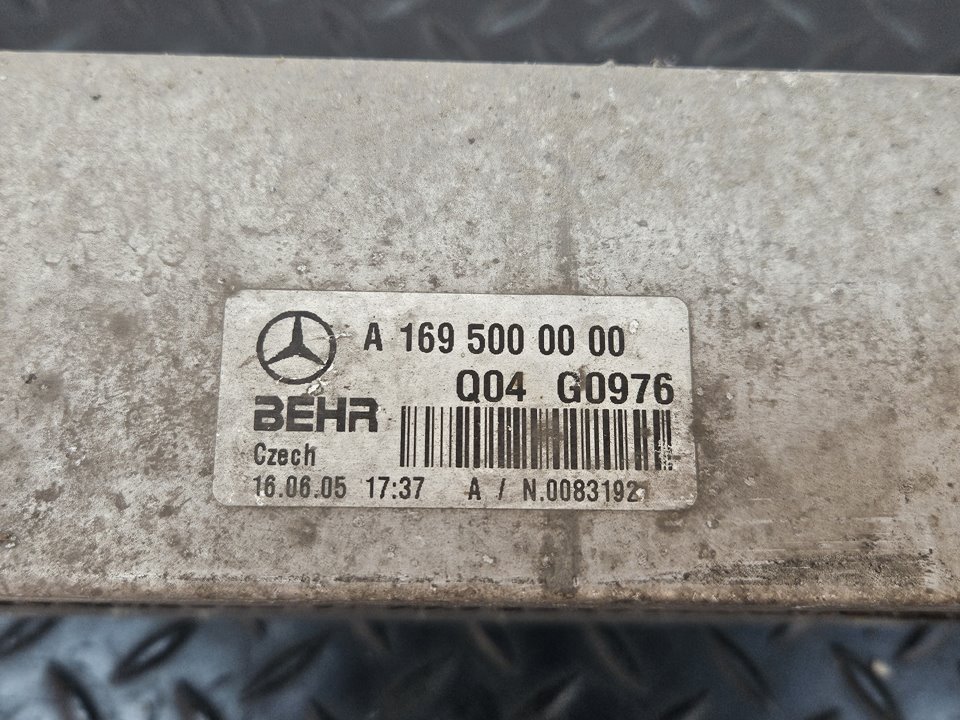 A 169 500 00 00
Q04 G0976
BEHR
Czech
16.06.05 17:37 A / N.0083192